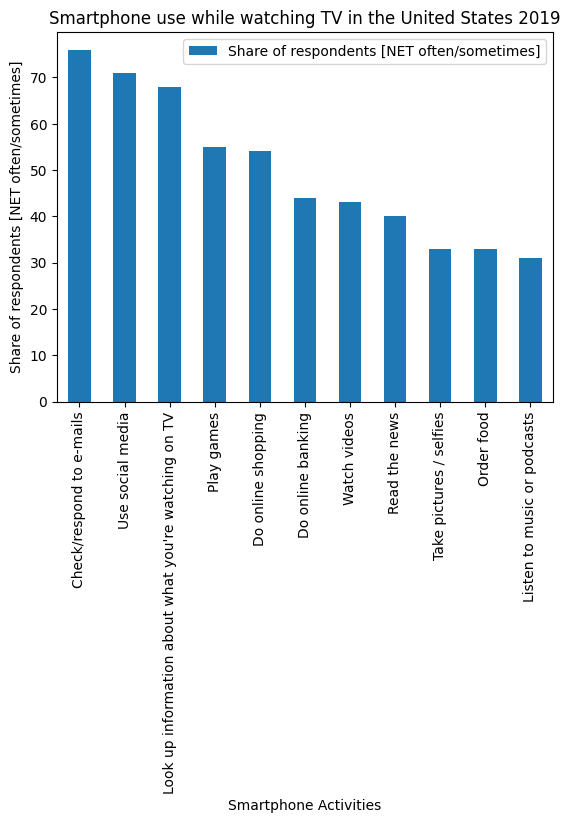 Smartphone use while watching TV in the United States 2019
Share of respondents [NET often/sometimes]
Share of respondents [NET often/sometimes]
70
60
50
40
30
20
10
0
Check/respond to e-mails
Use social media
Look up information about what you're watching on TV
Play games
Do online shopping
Do online banking
Watch videos
Read the news
Take pictures / selfies
Order food
Listen to music or podcasts
Smartphone Activities